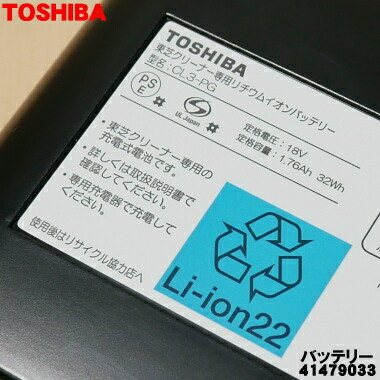 TOSHIBA
TOSHIBA
東芝クリーナー専用リチウムイオンバッテリー
型名:CL3-PG
PS
E
UL Japan
定格電圧:18V
定格容量:1.76Ah 32Wh
・東芝クリーナー専用の
充電式電池です。
・詳しくは取扱説明書で
確認してください。
・専用充電器で充電して
ください。
使用後はリサイクル協力店へ
Li-ion22
バッテリー
41479033